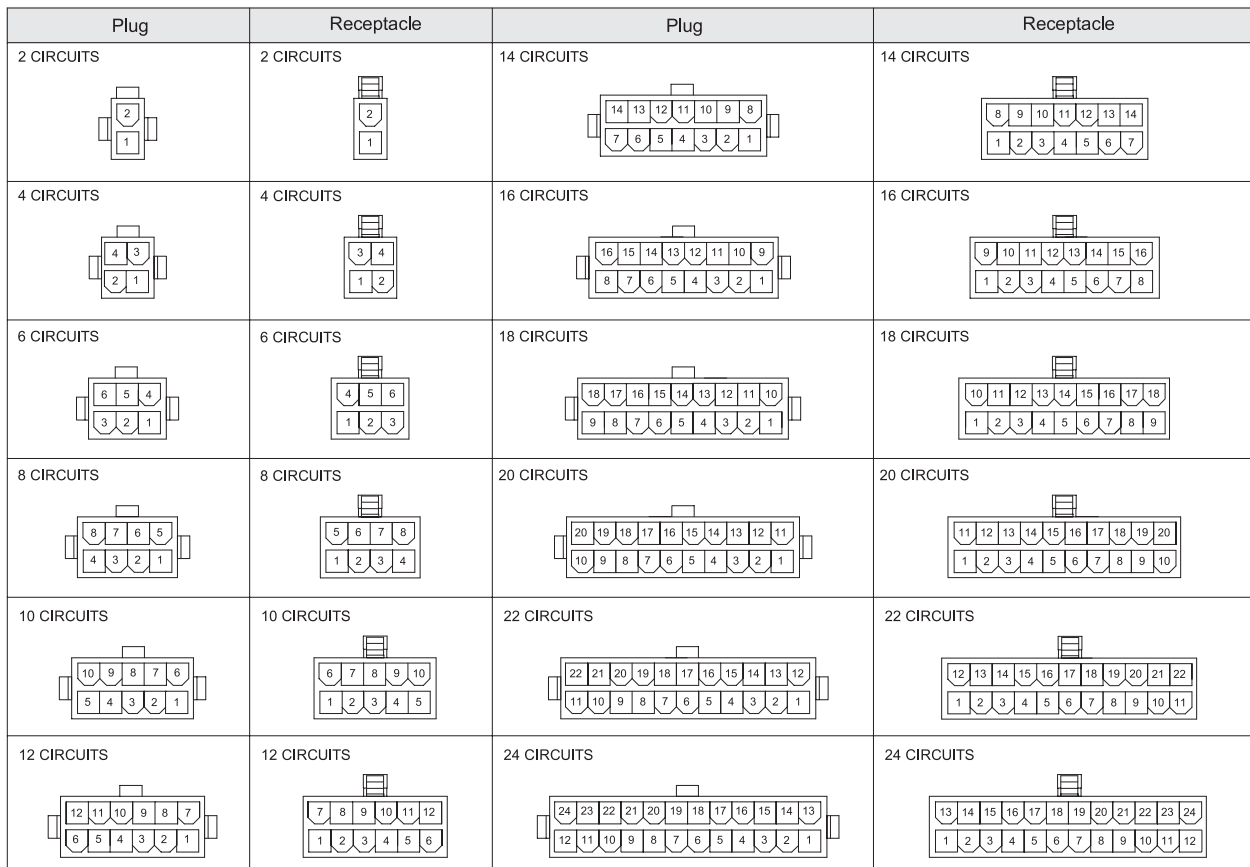 Plug Receptacle Plug Receptacle
2 CIRCUITS 2 CIRCUITS 14 CIRCUITS 14 CIRCUITS
2 2 14 13 12 11 10 9 8 8 9 10 11 12 13 14
1 1 7 6 5 4 3 2 1 1 2 3 4 5 6 7
4 CIRCUITS 4 CIRCUITS 16 CIRCUITS 16 CIRCUITS
4 3 3 4 16 15 14 13 12 11 10 9 9 10 11 12 13 14 15 16
2 1 1 2 8 7 6 5 4 3 2 1 1 2 3 4 5 6 7 8
6 CIRCUITS 6 CIRCUITS 18 CIRCUITS 18 CIRCUITS
6 5 4 4 5 6 18 17 16 15 14 13 12 11 10 10 11 12 13 14 15 16 17 18
3 2 1 1 2 3 9 8 7 6 5 4 3 2 1 1 2 3 4 5 6 7 8 9
8 CIRCUITS 8 CIRCUITS 20 CIRCUITS 20 CIRCUITS
8 7 6 5 5 6 7 8 20 19 18 17 16 15 14 13 12 11 11 12 13 14 15 16 17 18 19 20
4 3 2 1 1 2 3 4 10 9 8 7 6 5 4 3 2 1 1 2 3 4 5 6 7 8 9 10
10 CIRCUITS 10 CIRCUITS 22 CIRCUITS 22 CIRCUITS
10 9 8 7 6 6 7 8 9 10 22 21 20 19 18 17 16 15 14 13 12 12 13 14 15 16 17 18 19 20 21 22
5 4 3 2 1 1 2 3 4 5 11 10 9 8 7 6 5 4 3 2 1 1 2 3 4 5 6 7 8 9 10 11
12 CIRCUITS 12 CIRCUITS 24 CIRCUITS 24 CIRCUITS
12 11 10 9 8 7 7 8 9 10 11 12 24 23 22 21 20 19 18 17 16 15 14 13 13 14 15 16 17 18 19 20 21 22 23 24
6 5 4 3 2 1 1 2 3 4 5 6 12 11 10 9 8 7 6 5 4 3 2 1 1 2 3 4 5 6 7 8 9 10 11 12